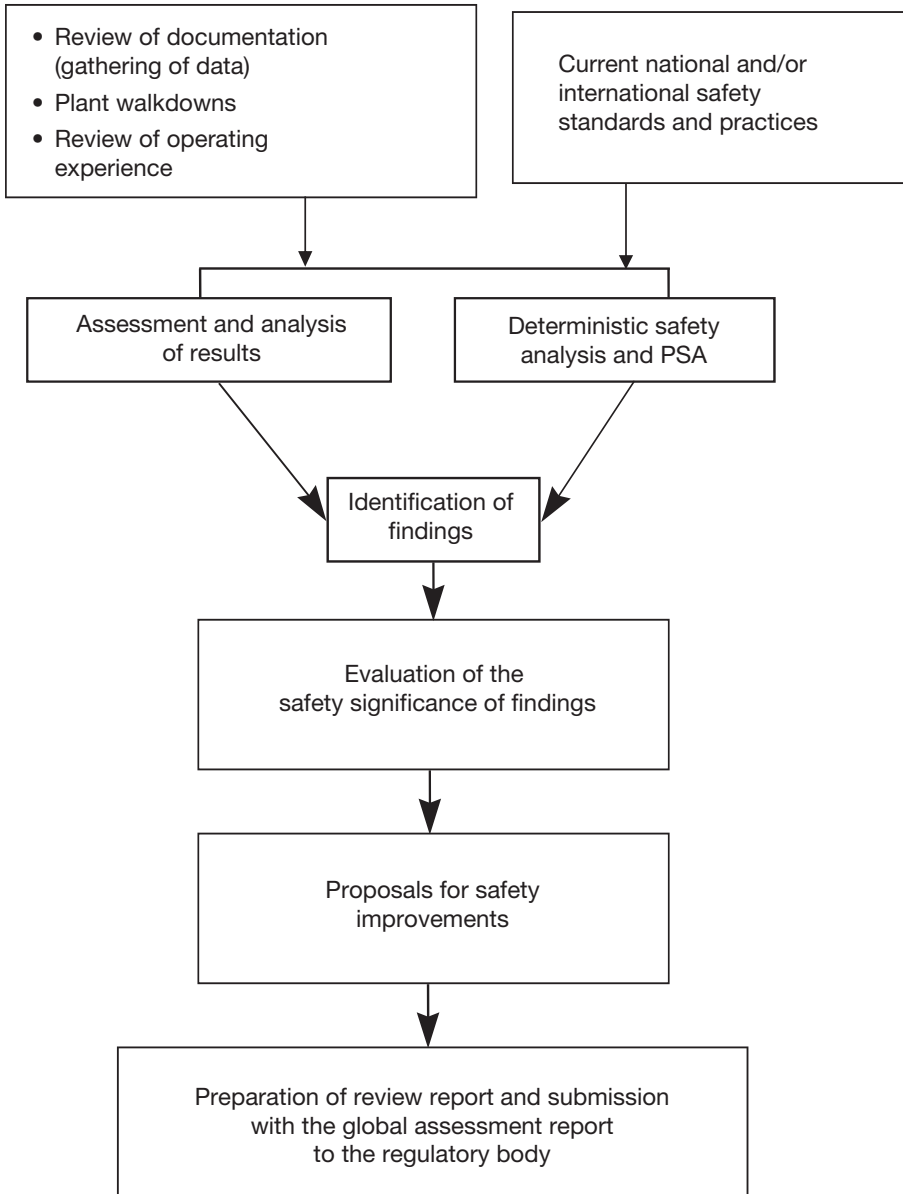 • Review of documentation
(gathering of data)
• Plant walkdowns
• Review of operating
experience
Current national and/or
international safety
standards and practices
Assessment and analysis
of results
Deterministic safety
analysis and PSA
Identification of
findings
Evaluation of the
safety significance of findings
Proposals for safety
improvements
Preparation of review report and submission
with the global assessment report
to the regulatory body